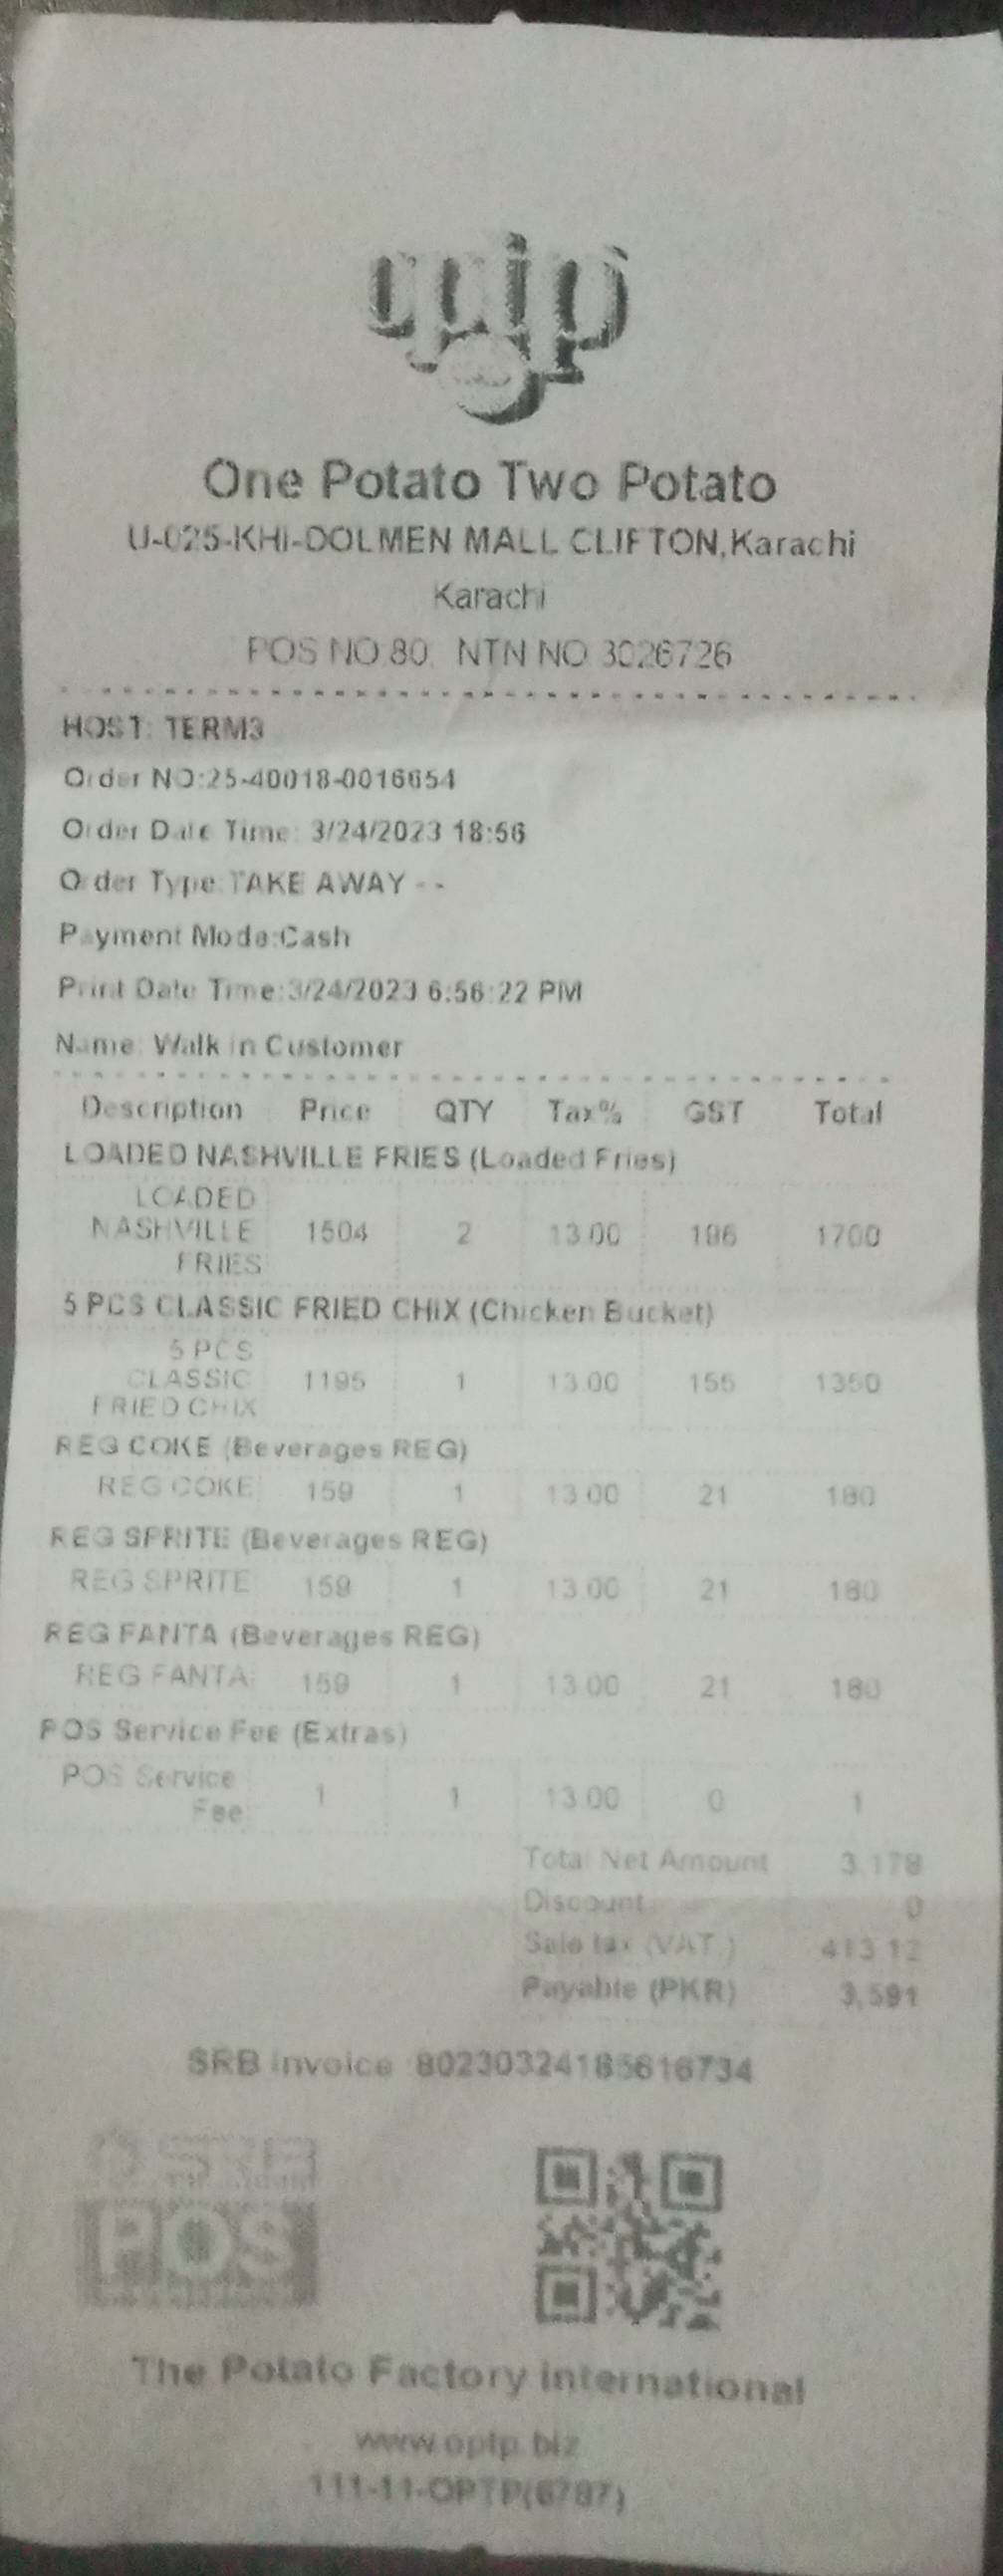 optp
One Potato Two Potato
U-025-KHI-DOLMEN MALL CLIFTON,Karachi
Karachi
POS NO 80, NTN NO 3026726
HOST: TERM3
Order NO:25-40018-0016654
Order Date Time: 3/24/2023 18:56
Order Type:TAKE AWAY - -
Payment Mode:Cash
Print Date Time:3/24/2023 6:56:22 PM
Name: Walk in Customer
Description Price QTY Tax% GST Total
LOADED NASHVILLE FRIES (Loaded Fries)
LOADED
NASHVILLE 1504 2 13.00 196 1700
FRIES
5 PCS CLASSIC FRIED CHIX (Chicken Bucket)
5 PCS
CLASSIC 1195 1 13.00 155 1350
FRIED CHIX
REG COKE (Beverages REG)
REG COKE 159 1 13.00 21 180
REG SPRITE (Beverages REG)
REG SPRITE 159 1 13.00 21 180
REG FANTA (Beverages REG)
REG FANTA 159 1 13.00 21 180
POS Service Fee (Extras)
POS Service
Fee 1 1 13.00 0 1
Total Net Amount 3,178
Discount 0
Sale tax (VAT.) 413.12
Payable (PKR) 3,591
SRB Invoice
POS
The Potato Factory International
www.optp.biz
111-11-OPTP(6787)